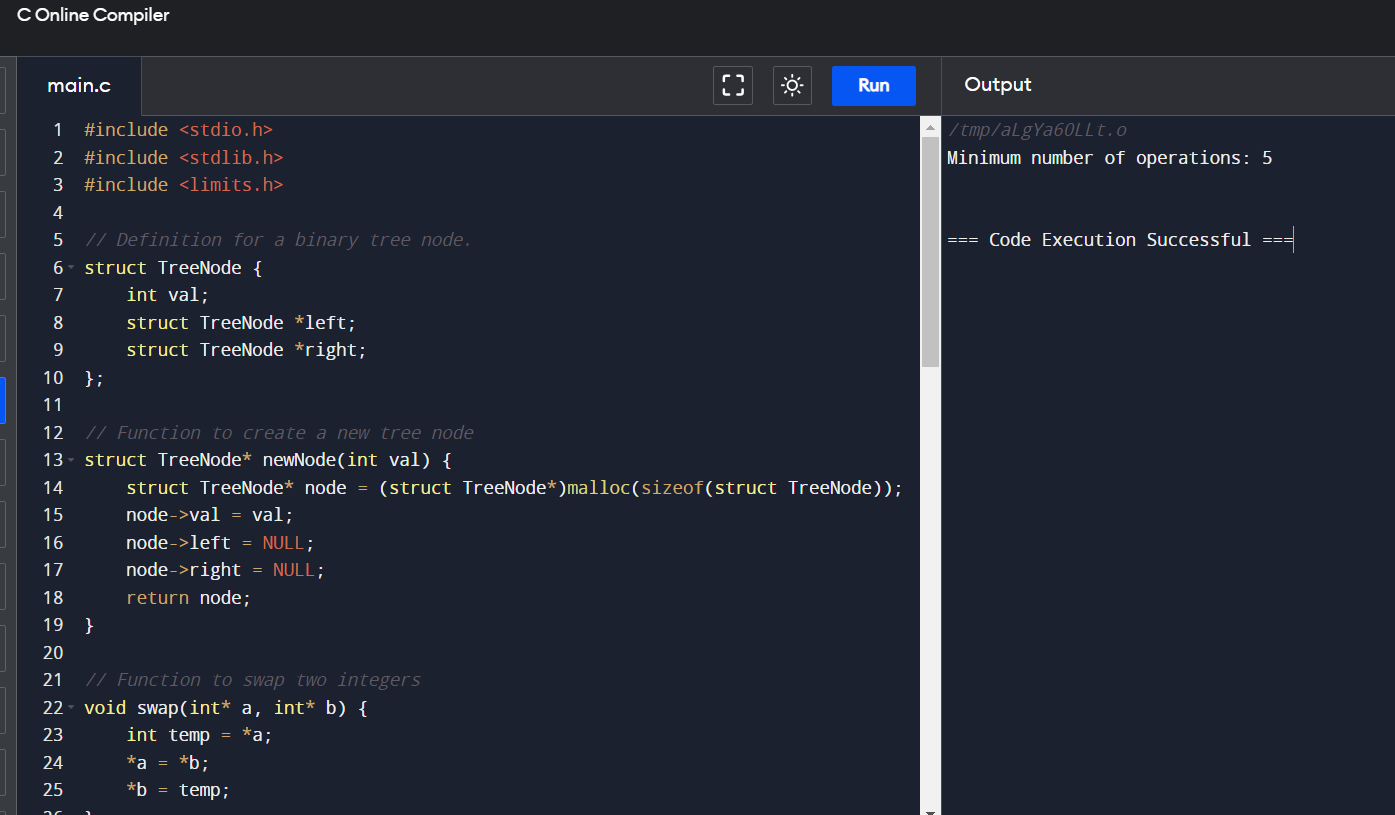 C Online Compiler
main.c
Run
Output
1 #include <stdio.h>
2 #include <stdlib.h>
3 #include <limits.h>
4
5 // Definition for a binary tree node.
6 struct TreeNode {
7     int val;
8     struct TreeNode *left;
9     struct TreeNode *right;
10 };
11
12 // Function to create a new tree node
13 struct TreeNode* newNode(int val) {
14     struct TreeNode* node = (struct TreeNode*)malloc(sizeof(struct TreeNode));
15     node->val = val;
16     node->left = NULL;
17     node->right = NULL;
18     return node;
19 }
20
21 // Function to swap two integers
22 void swap(int* a, int* b) {
23     int temp = *a;
24     *a = *b;
25     *b = temp;
/tmp/aLgYa6OLLt.o
Minimum number of operations: 5
=== Code Execution Successful ===